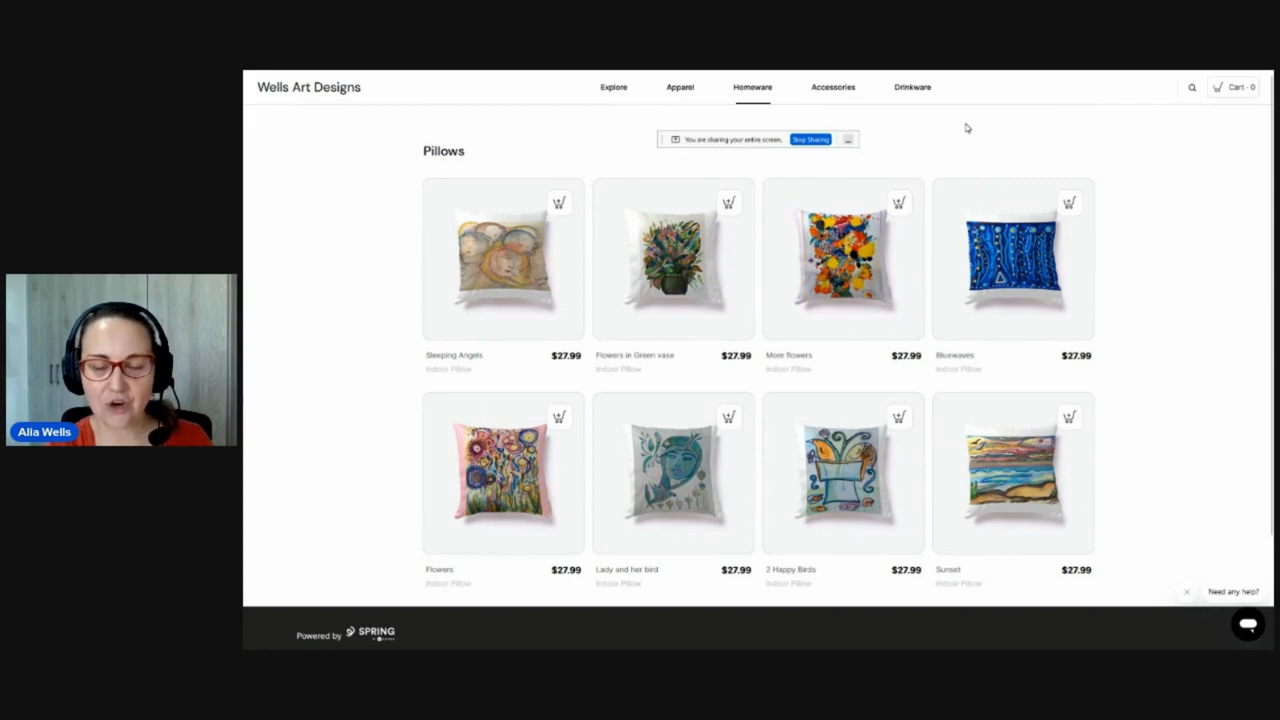 Wells Art Designs
Explore Apparel Homeware Accessories Drinkware
Cart · 0
You are sharing your entire screen. Stop Sharing
Pillows
Sleeping Angels $27.99
Indoor Pillow
Flowers in Green vase $27.99
Indoor Pillow
More flowers $27.99
Indoor Pillow
Bluewaves $27.99
Indoor Pillow
Alia Wells
Flowers $27.99
Indoor Pillow
Lady and her bird $27.99
Indoor Pillow
2 Happy Birds $27.99
Indoor Pillow
Sunset $27.99
Indoor Pillow
Need any help?
Powered by SPRING